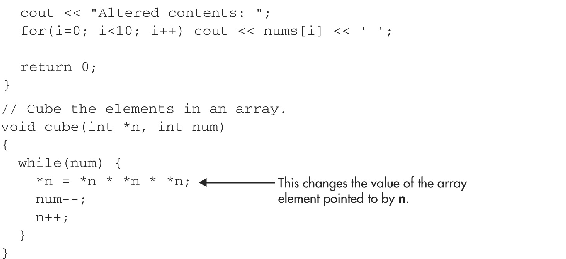 cout << "Altered contents: ";
for(i=0; i<10; i++) cout << nums[i] << ' ';
return 0;
}
// Cube the elements in an array.
void cube(int *n, int num)
{
while(num) {
*n = *n * *n * *n;
This changes the value of the array
element pointed to by n.
num--;
n++;
}
}